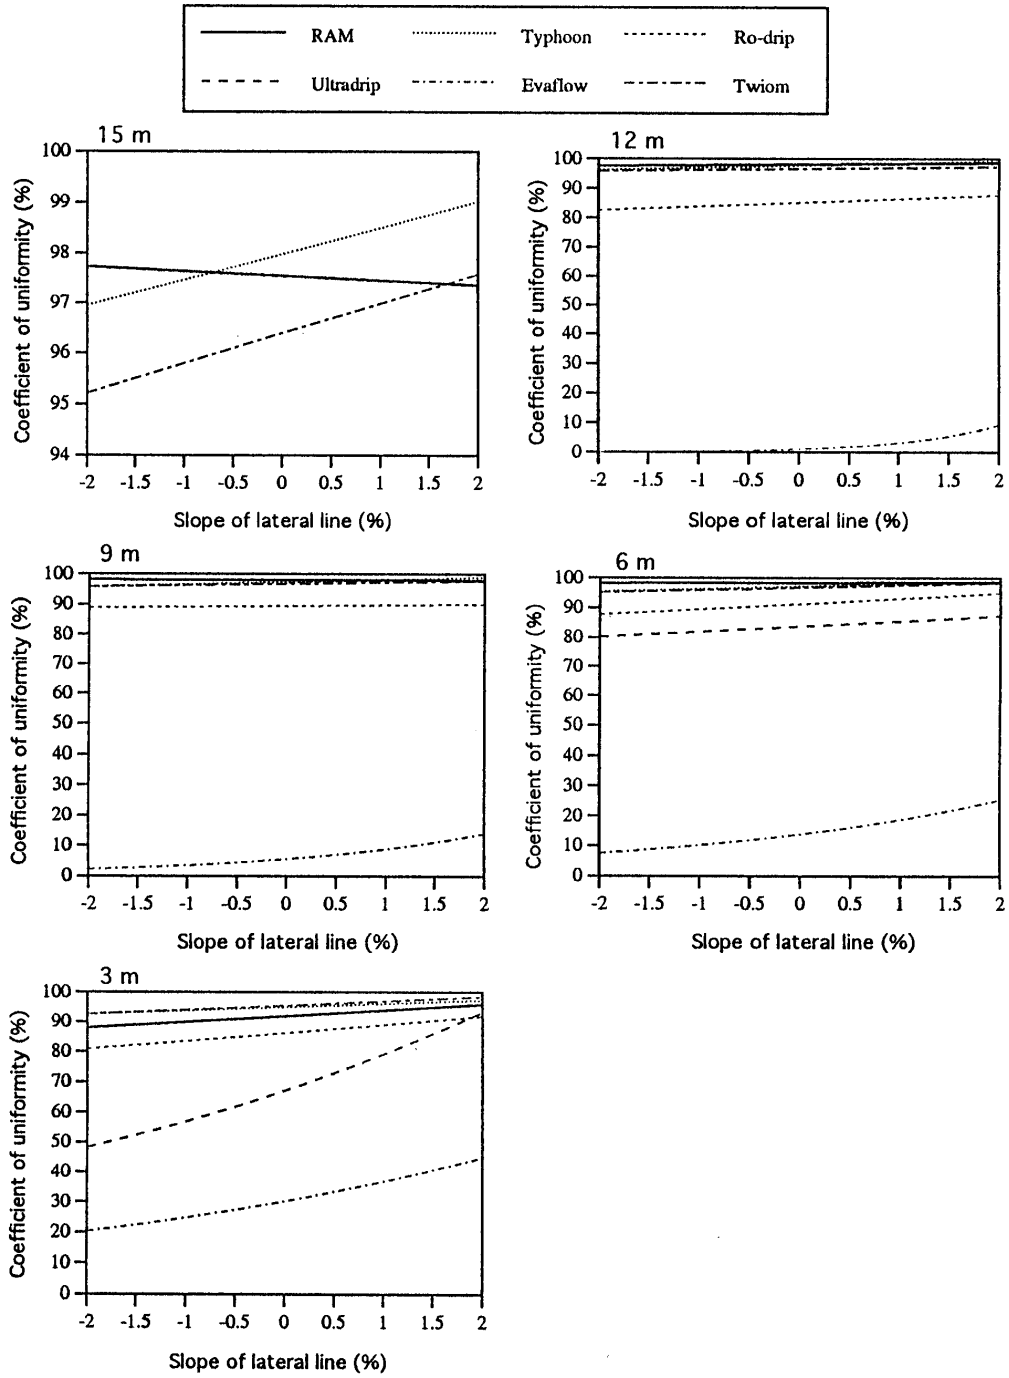 RAM Typhoon Ro-drip
Ultradrip Evaflow Twiom
15 m
Coefficient of uniformity (%)
100
99
98
97
96
95
94
-2 -1.5 -1 -0.5 0 0.5 1 1.5 2
Slope of lateral line (%)
12 m
Coefficient of uniformity (%)
100
90
80
70
60
50
40
30
20
10
0
-2 -1.5 -1 -0.5 0 0.5 1 1.5 2
Slope of lateral line (%)
9 m
Coefficient of uniformity (%)
100
90
80
70
60
50
40
30
20
10
0
-2 -1.5 -1 -0.5 0 0.5 1 1.5 2
Slope of lateral line (%)
6 m
Coefficient of uniformity (%)
100
90
80
70
60
50
40
30
20
10
0
-2 -1.5 -1 -0.5 0 0.5 1 1.5 2
Slope of lateral line (%)
3 m
Coefficient of uniformity (%)
100
90
80
70
60
50
40
30
20
10
0
-2 -1.5 -1 -0.5 0 0.5 1 1.5 2
Slope of lateral line (%)